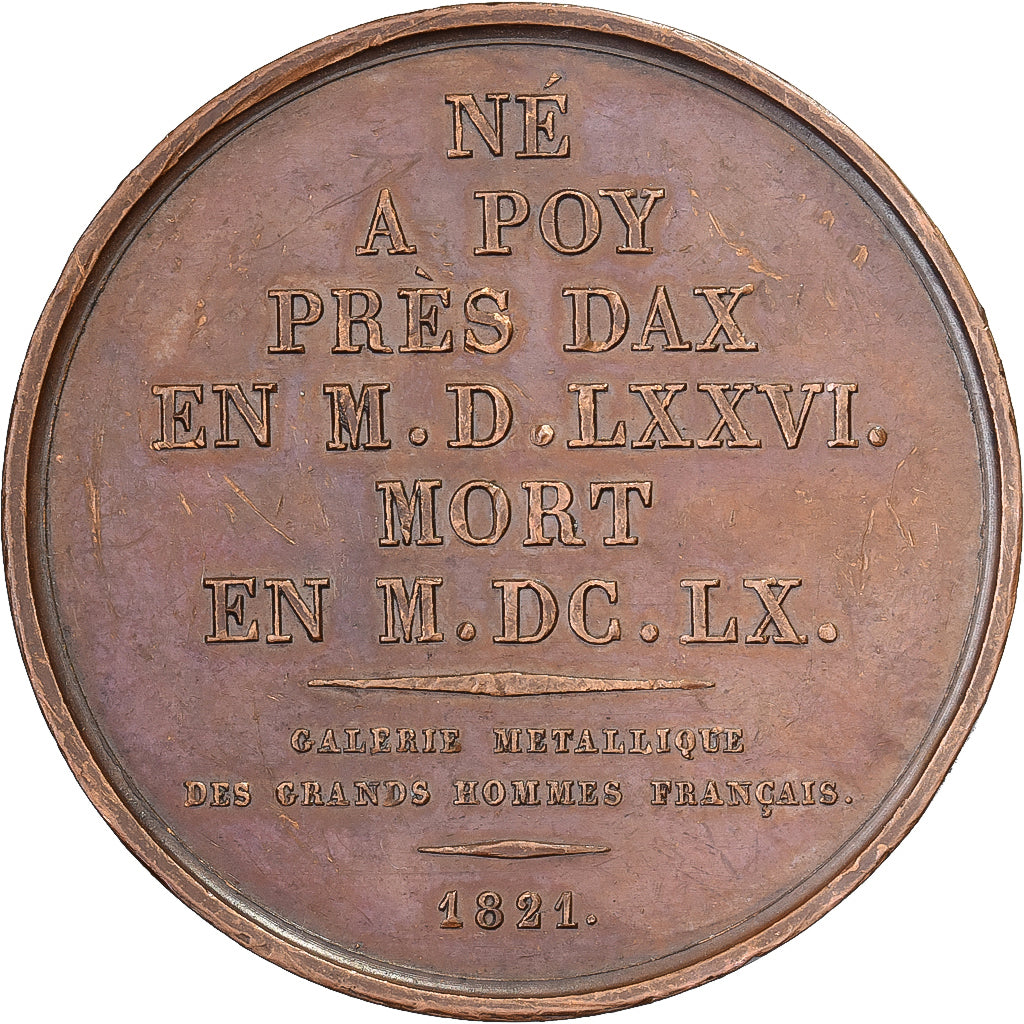 NÉ
A POY
PRÈS DAX
EN M.D.LXXVI.
MORT
EN M.DC.LX.
GALERIE METALLIQUE
DES GRANDS HOMMES FRANÇAIS.
1821.